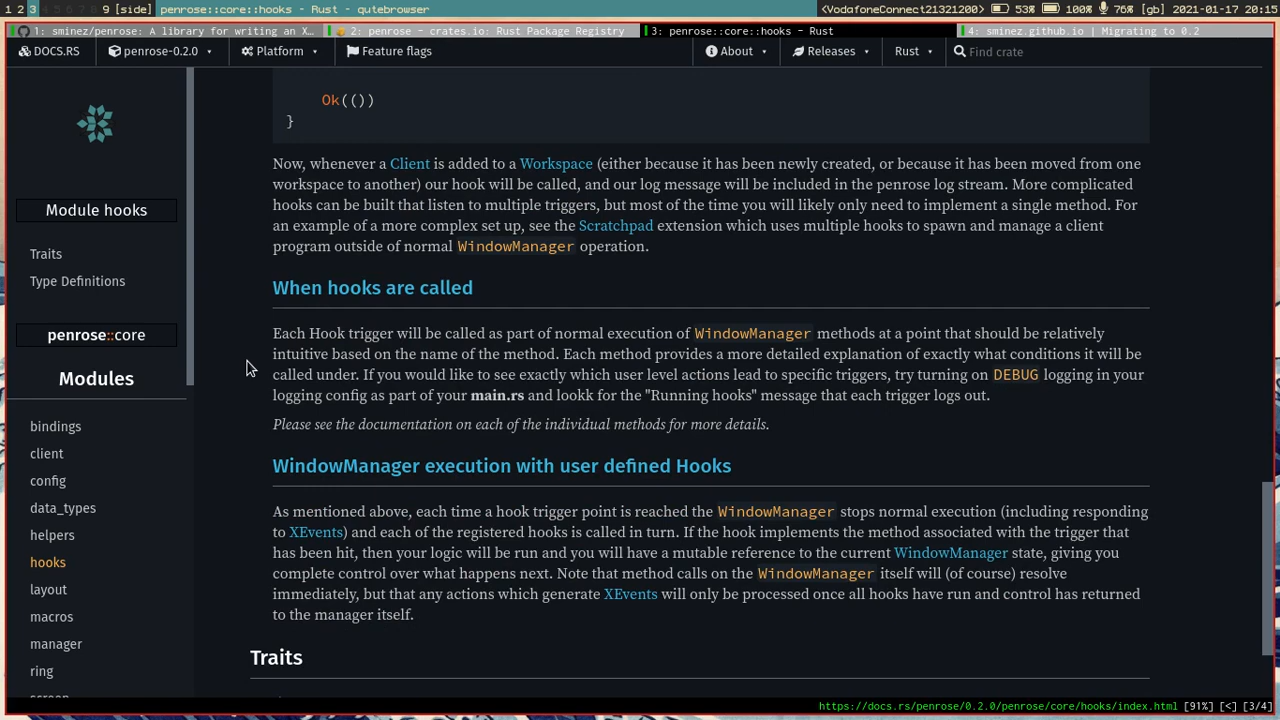 1 2 3 4 5 6 7 8 9 [side] penrose::core::hooks - Rust - qutebrowser <VodafoneConnect21321200> 53% 100% 76% [gb] 2021-01-17 20:15
1: sminez/penrose: A library for writing an X… 2: penrose - crates.io: Rust Package Registry 3: penrose::core::hooks - Rust 4: sminez.github.io | Migrating to 0.2
DOCS.RS penrose-0.2.0 Platform Feature flags About Releases Rust Find crate
Module hooks
Traits
Type Definitions
penrose::core
Modules
bindings
client
config
data_types
helpers
hooks
layout
macros
manager
ring
screen
Ok(())
}
Now, whenever a Client is added to a Workspace (either because it has been newly created, or because it has been moved from one
workspace to another) our hook will be called, and our log message will be included in the penrose log stream. More complicated
hooks can be built that listen to multiple triggers, but most of the time you will likely only need to implement a single method. For
an example of a more complex set up, see the Scratchpad extension which uses multiple hooks to spawn and manage a client
program outside of normal WindowManager operation.
When hooks are called
Each Hook trigger will be called as part of normal execution of WindowManager methods at a point that should be relatively
intuitive based on the name of the method. Each method provides a more detailed explanation of exactly what conditions it will be
called under. If you would like to see exactly which user level actions lead to specific triggers, try turning on DEBUG logging in your
logging config as part of your main.rs and lookk for the "Running hooks" message that each trigger logs out.
Please see the documentation on each of the individual methods for more details.
WindowManager execution with user defined Hooks
As mentioned above, each time a hook trigger point is reached the WindowManager stops normal execution (including responding
to XEvents) and each of the registered hooks is called in turn. If the hook implements the method associated with the trigger that
has been hit, then your logic will be run and you will have a mutable reference to the current WindowManager state, giving you
complete control over what happens next. Note that method calls on the WindowManager itself will (of course) resolve
immediately, but that any actions which generate XEvents will only be processed once all hooks have run and control has returned
to the manager itself.
Traits
https://docs.rs/penrose/0.2.0/penrose/core/hooks/index.html [91%] [<] [3/4]